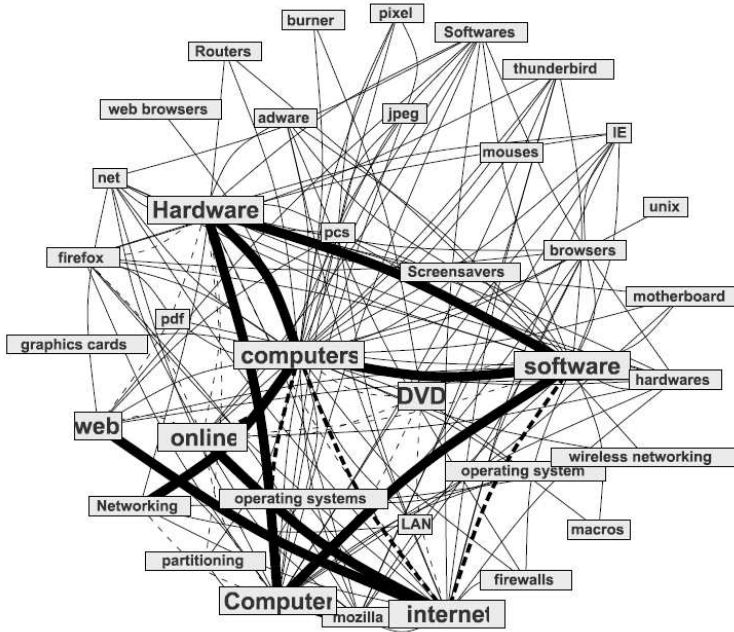 pixel
burner
Softwares
Routers
thunderbird
web browsers
adware
jpeg
IE
mouses
net
Hardware
unix
pcs
firefox
browsers
Screensavers
motherboard
pdf
graphics cards
computers
software
hardwares
DVD
web
online
wireless networking
operating system
Networking
operating systems
LAN
macros
partitioning
firewalls
Computer
mozilla
internet